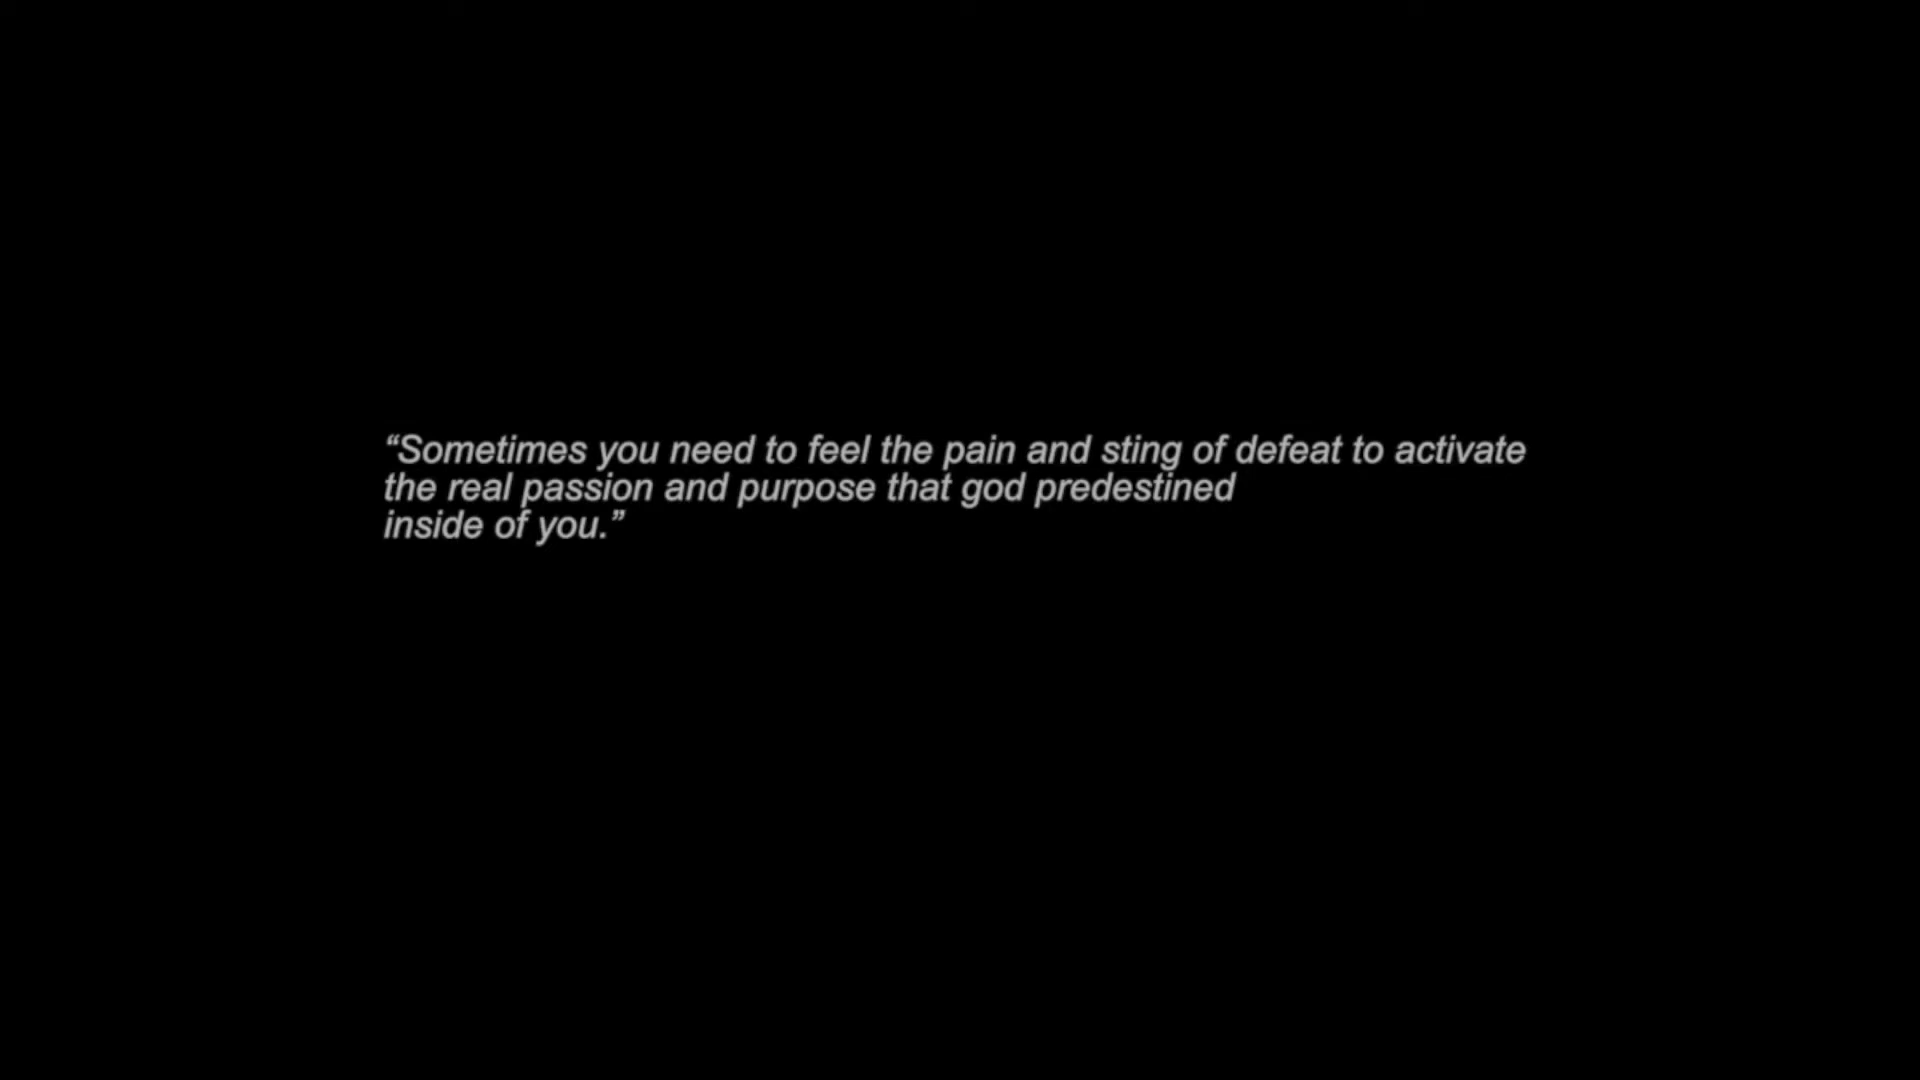 “Sometimes you need to feel the pain and sting of defeat to activate
the real passion and purpose that god predestined
inside of you.”